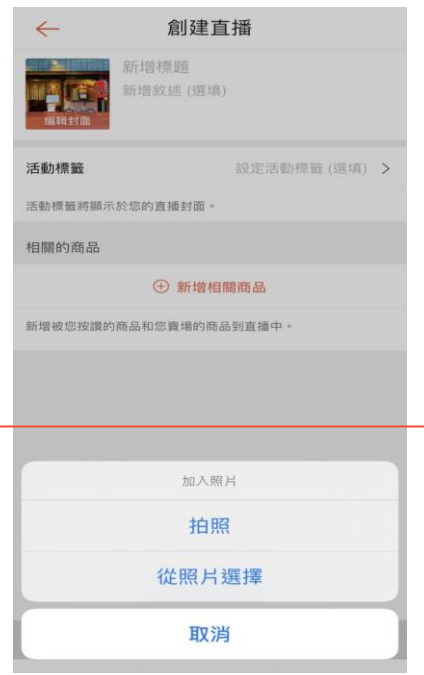 創建直播
新增標題
新增敘述 (選填)
編輯封面
活動標籤
設定活動標籤 (選填) >
活動標籤將顯示於您的直播封面。
相關的商品
新增相關商品
新增被您按讚的商品和您賣場的商品到直播中。
加入照片
拍照
從照片選擇
取消